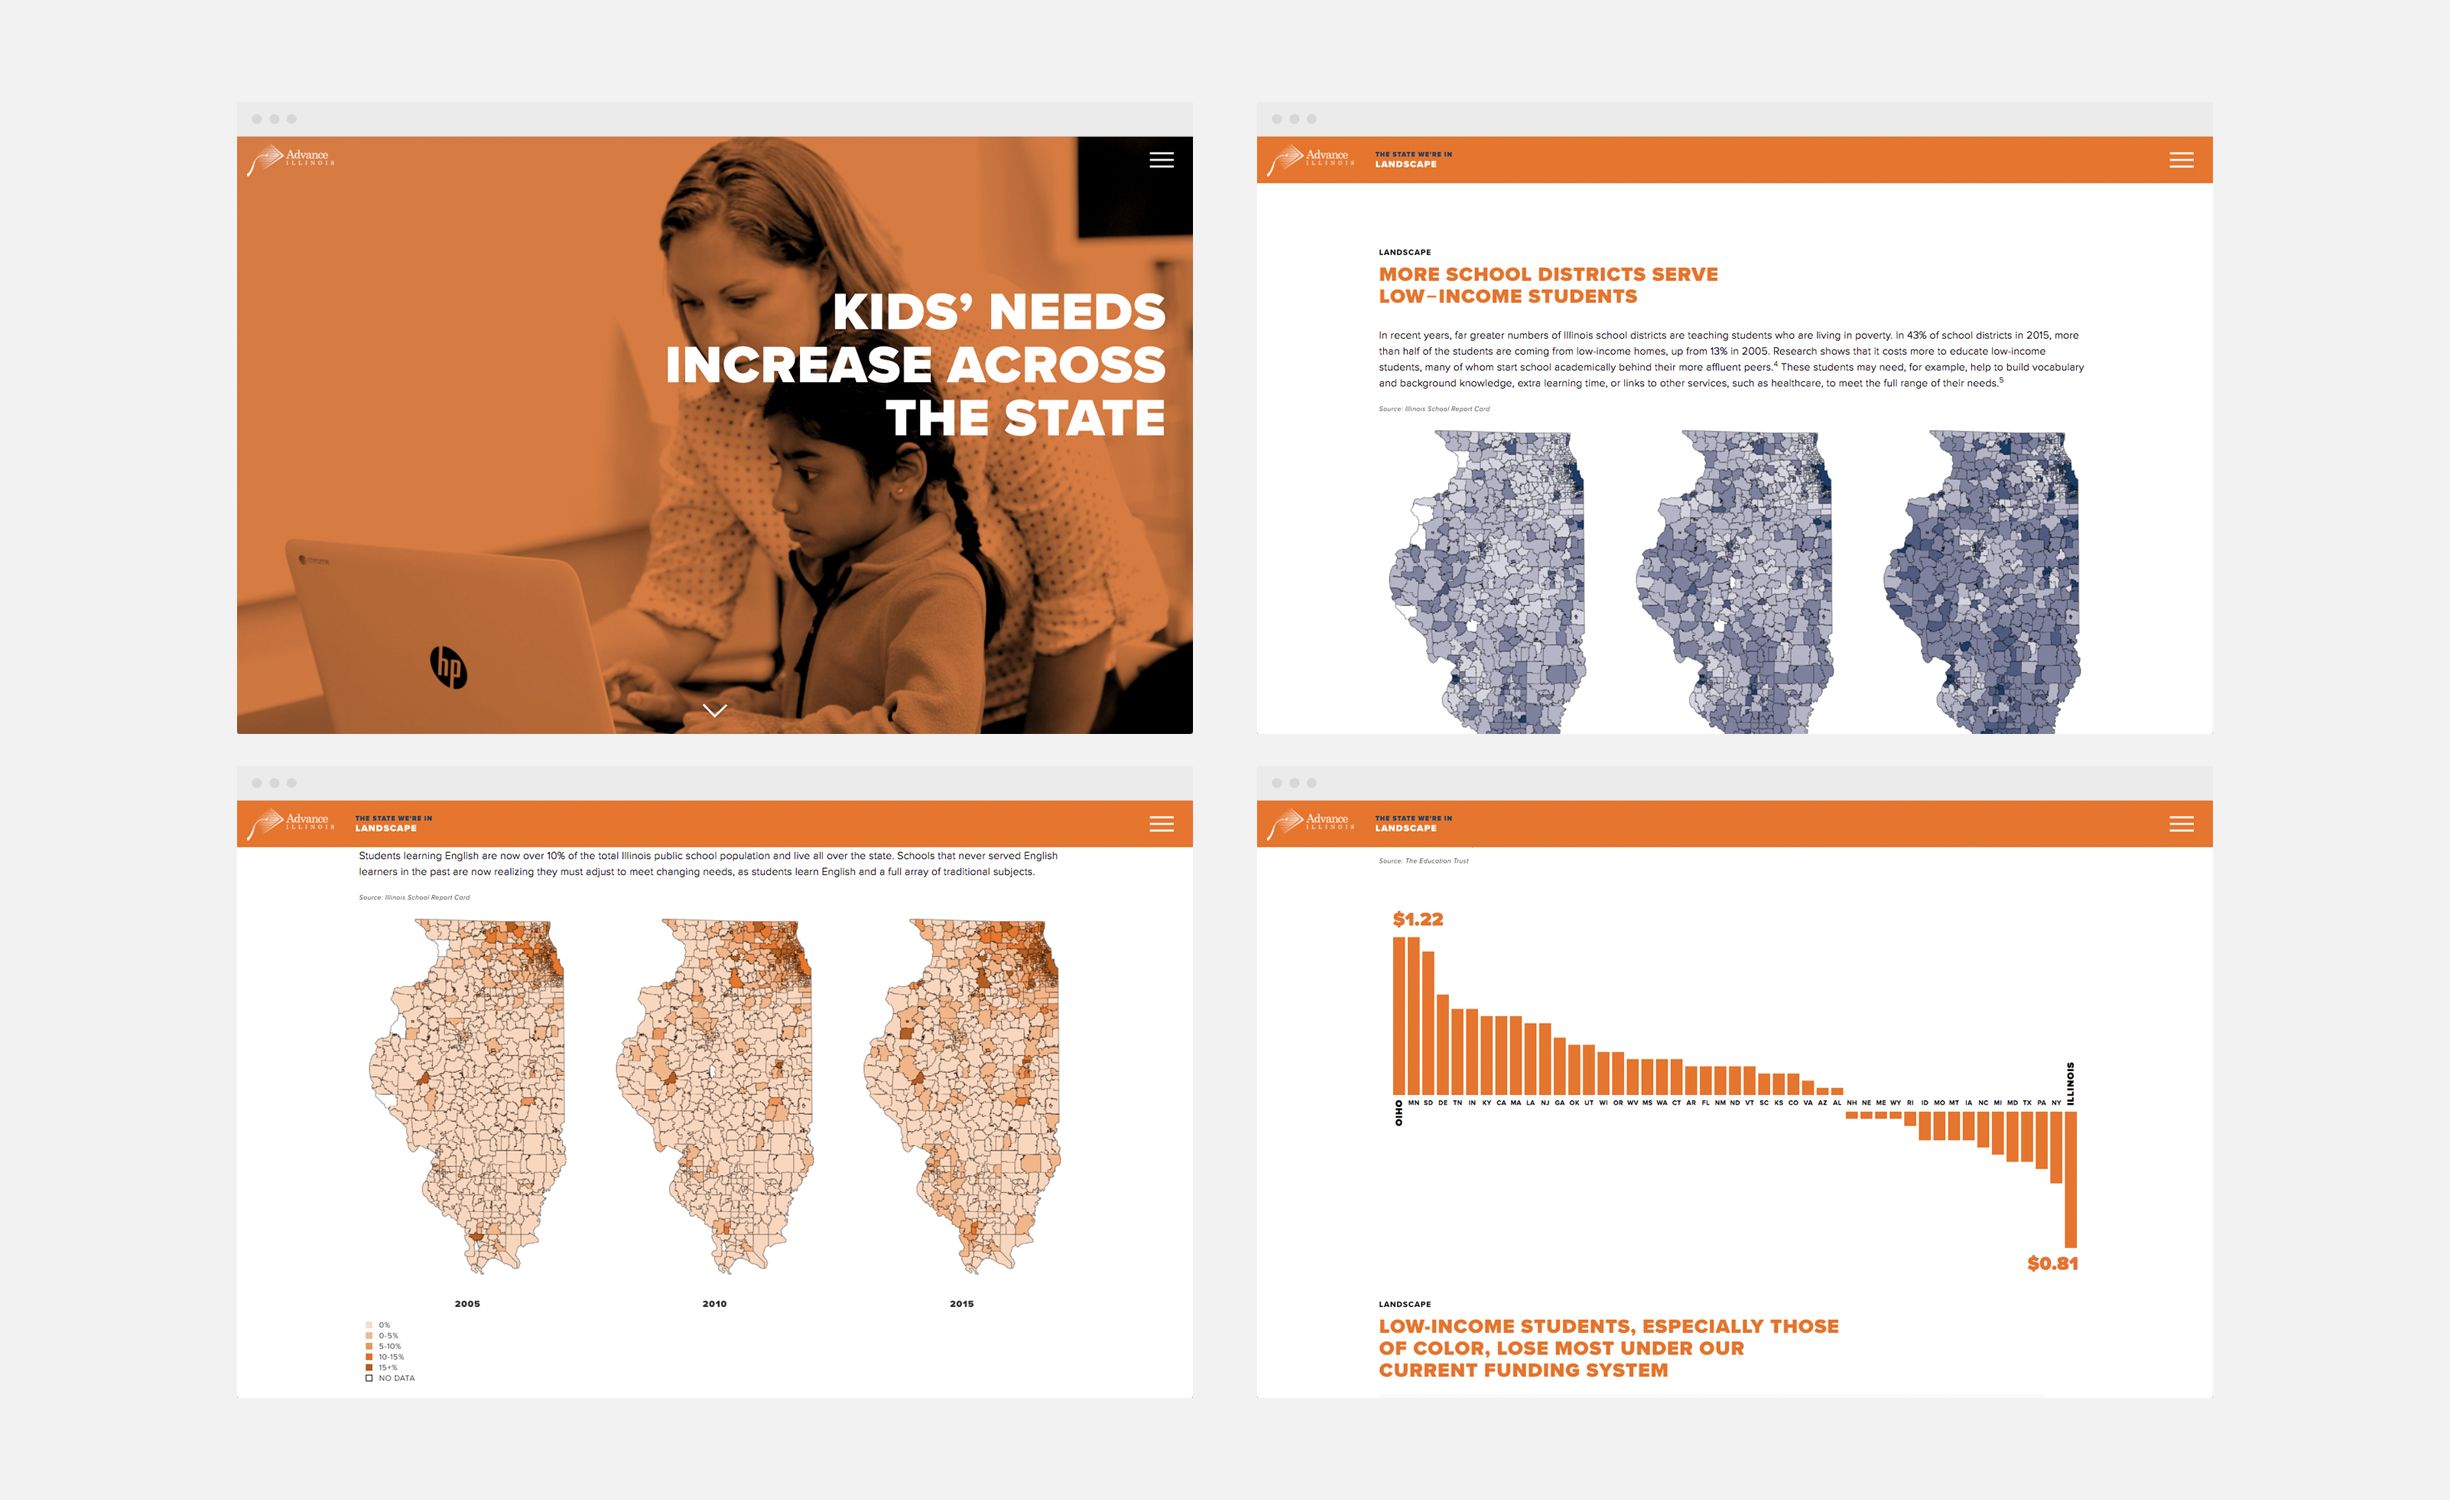 Advance
ILLINOIS
KIDS’ NEEDS
INCREASE ACROSS
THE STATE
chrome
hp
Advance
ILLINOIS
THE STATE WE'RE IN
LANDSCAPE
LANDSCAPE
MORE SCHOOL DISTRICTS SERVE
LOW–INCOME STUDENTS
In recent years, far greater numbers of Illinois school districts are teaching students who are living in poverty. In 43% of school districts in 2015, more
than half of the students are coming from low-income homes, up from 13% in 2005. Research shows that it costs more to educate low-income
students, many of whom start school academically behind their more affluent peers.4 These students may need, for example, help to build vocabulary
and background knowledge, extra learning time, or links to other services, such as healthcare, to meet the full range of their needs.5
Source: Illinois School Report Card
Advance
ILLINOIS
THE STATE WE'RE IN
LANDSCAPE
Students learning English are now over 10% of the total Illinois public school population and live all over the state. Schools that never served English
learners in the past are now realizing they must adjust to meet changing needs, as students learn English and a full array of traditional subjects.
Source: Illinois School Report Card
2005 2010 2015
0%
0-5%
5-10%
10-15%
15+%
NO DATA
Advance
ILLINOIS
THE STATE WE'RE IN
LANDSCAPE
Source: The Education Trust
$1.22
OHIO MN SD DE TN IN KY CA MA LA NJ GA OK UT WI OR WV MS WA CT AR FL NM ND VT SC KS CO VA AZ AL NH NE ME WY RI ID MO MT IA NC MI MD TX PA NY ILLINOIS
$0.81
LANDSCAPE
LOW-INCOME STUDENTS, ESPECIALLY THOSE
OF COLOR, LOSE MOST UNDER OUR
CURRENT FUNDING SYSTEM